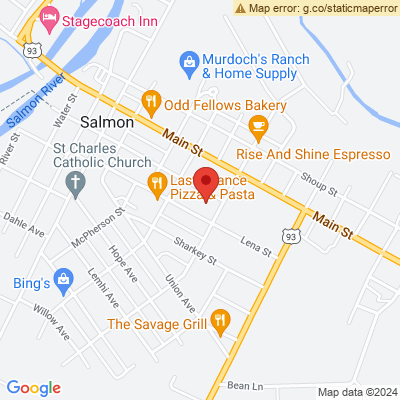 Map error: g.co/staticmaperror
Stagecoach Inn
93
Murdoch's Ranch
& Home Supply
Salmon River
Water St
Odd Fellows Bakery
Salmon
Main St
River St
St Charles
Catholic Church
Rise And Shine Espresso
Shoup St
Last Chance
Pizza & Pasta
Main St
McPherson St
Dahle Ave
Lena St
93
Sharkey St
Hope Ave
Lemhi Ave
Bing's
Union Ave
Willow Ave
The Savage Grill
Bean Ln
Google
Map data ©2024